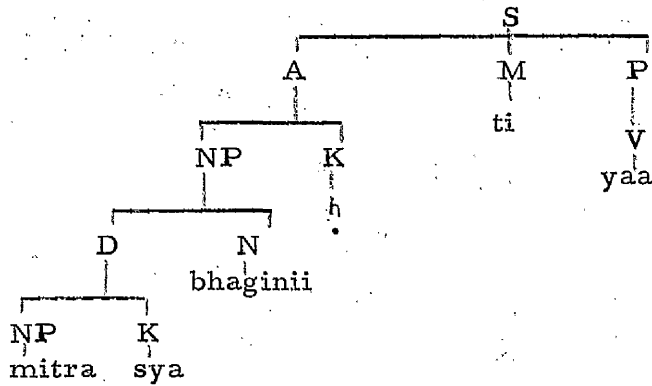 S
A M P
ti
V
NP K
yaa
ḥ
D N
bhaginii
NP K
mitra sya